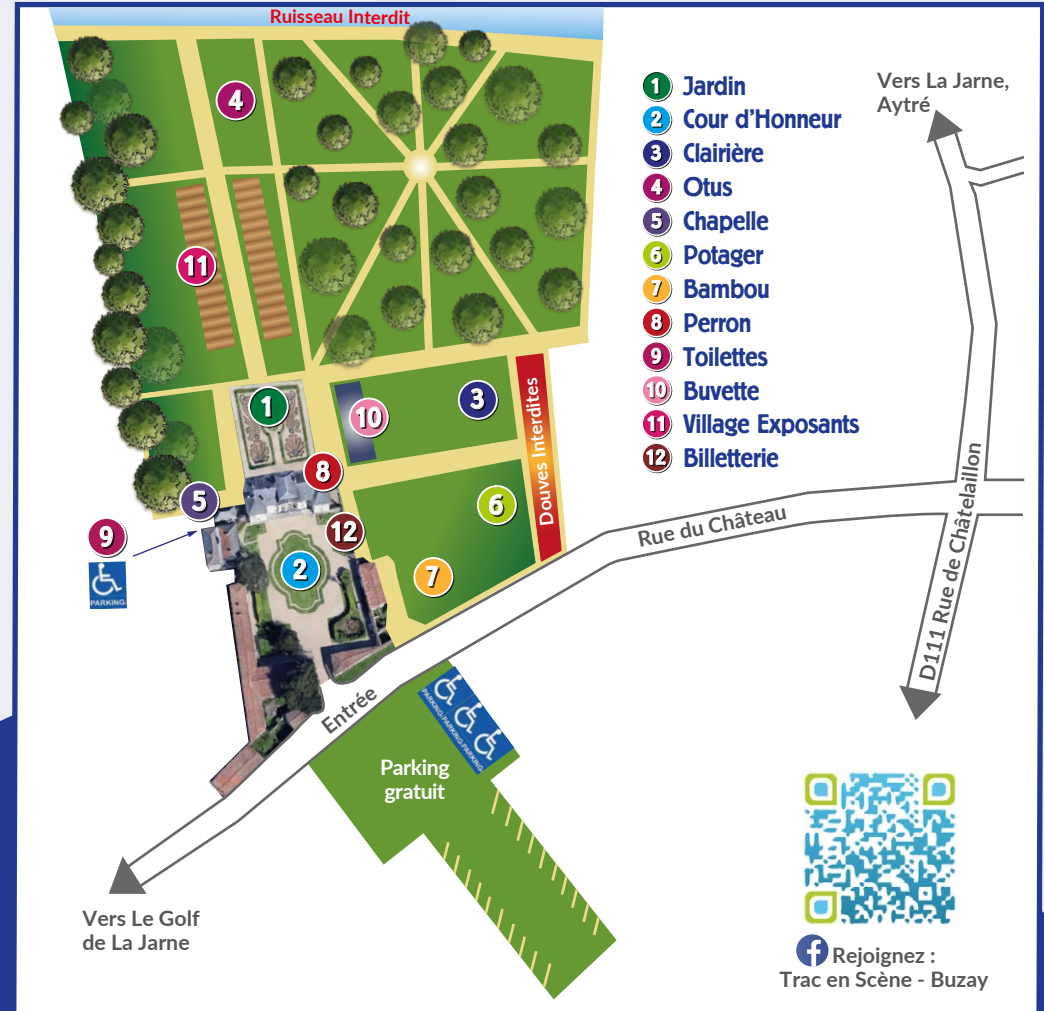 Ruisseau Interdit
1 Jardin
2 Cour d'Honneur
3 Clairière
4 Otus
5 Chapelle
6 Potager
7 Bambou
8 Perron
9 Toilettes
10 Buvette
11 Village Exposants
12 Billetterie
Vers La Jarne,
Aytré
4
11
1
10
3
Douves Interdites
8
5
6
12
9
2
7
PARKING
Rue du Château
D111 Rue de Châtelaillon
Entrée
PARKING
PARKING
PARKING
Parking
gratuit
Vers Le Golf
de La Jarne
f Rejoignez :
Trac en Scène - Buzay